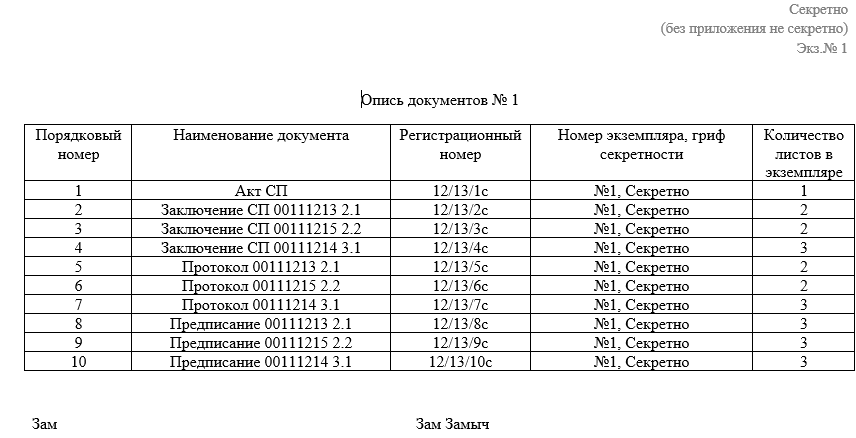 Секретно
(без приложения не секретно)
Экз.№ 1
Опись документов № 1
Порядковый номер Наименование документа Регистрационный номер Номер экземпляра, гриф секретности Количество листов в экземпляре
1 Акт СП 12/13/1с №1, Секретно 1
2 Заключение СП 00111213 2.1 12/13/2с №1, Секретно 2
3 Заключение СП 00111215 2.2 12/13/3с №1, Секретно 2
4 Заключение СП 00111214 3.1 12/13/4с №1, Секретно 3
5 Протокол 00111213 2.1 12/13/5с №1, Секретно 2
6 Протокол 00111215 2.2 12/13/6с №1, Секретно 2
7 Протокол 00111214 3.1 12/13/7с №1, Секретно 3
8 Предписание 00111213 2.1 12/13/8с №1, Секретно 3
9 Предписание 00111215 2.2 12/13/9с №1, Секретно 3
10 Предписание 00111214 3.1 12/13/10с №1, Секретно 3
Зам Зам Замыч